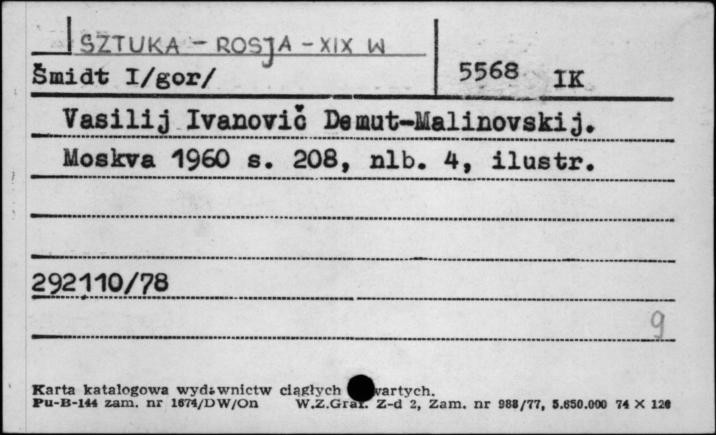 SZTUKA - ROSJA - XIX W
Šmidt I/gor/ 5568 IK
Vasilij Ivanovič Demut-Malinovskij.
Moskva 1960 s. 208, nlb. 4, ilustr.
292110/78
9
Karta katalogowa wydawnictw ciągłych wartych.
Pu-B-144 zam. nr 1674/DW/On W.Z.Graf. Z-d 2, Zam. nr 988/77, 5.650.000 74 X 120